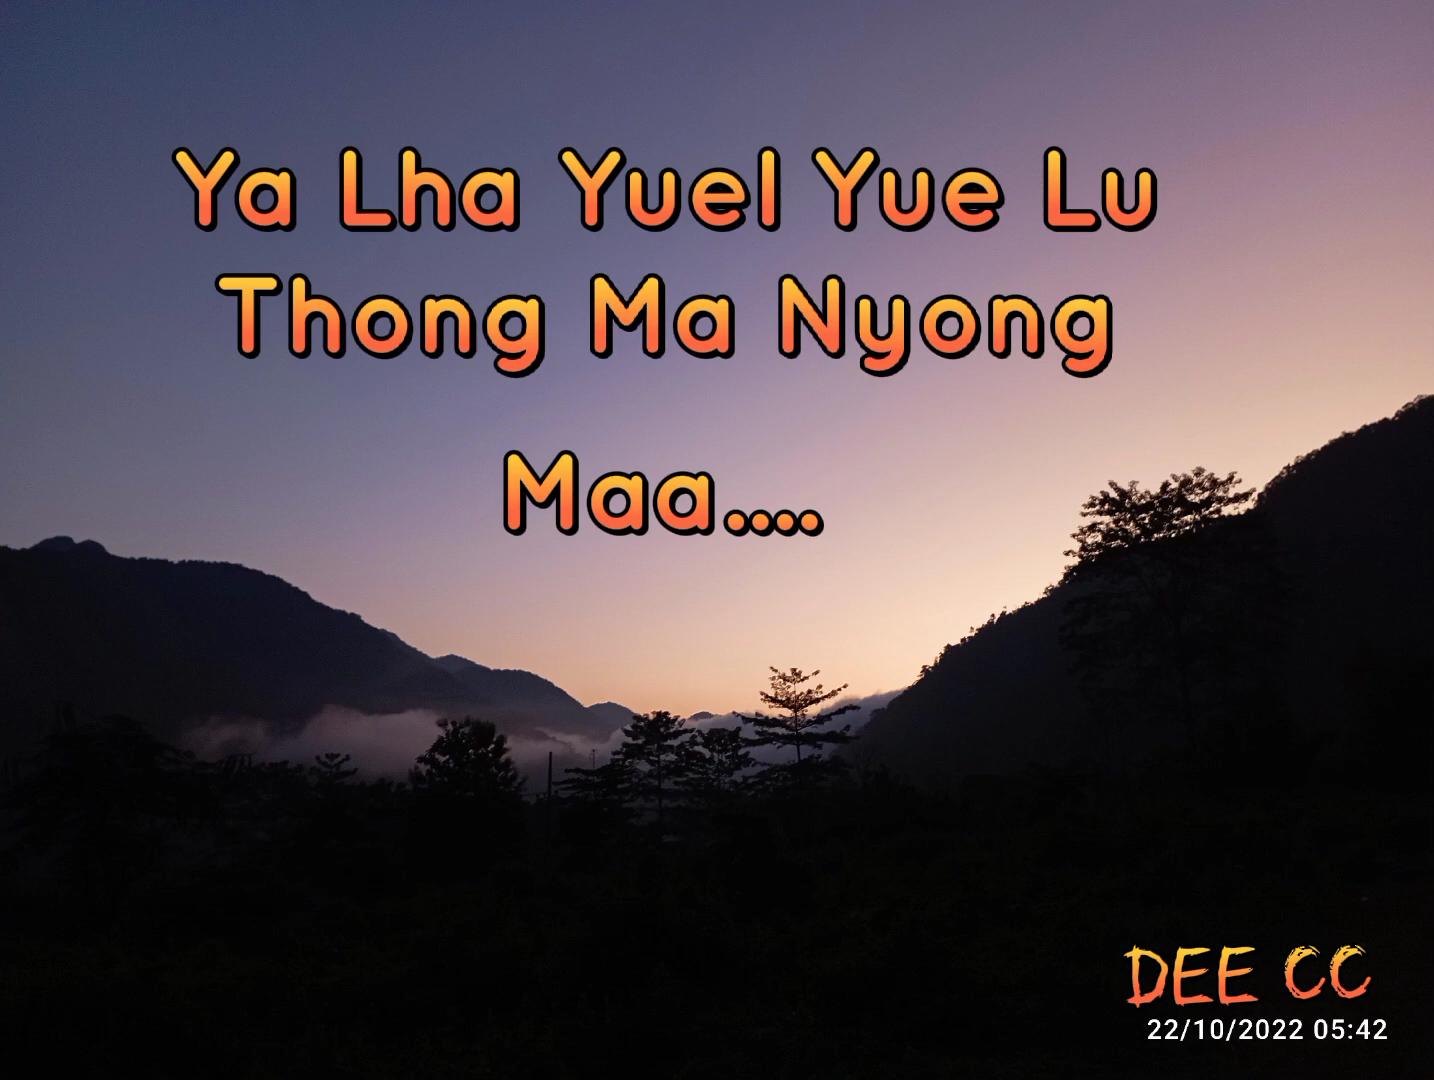 Ya Lha Yuel Yue Lu
Thong Ma Nyong
Maa....
DEE CC
22/10/2022 05:42